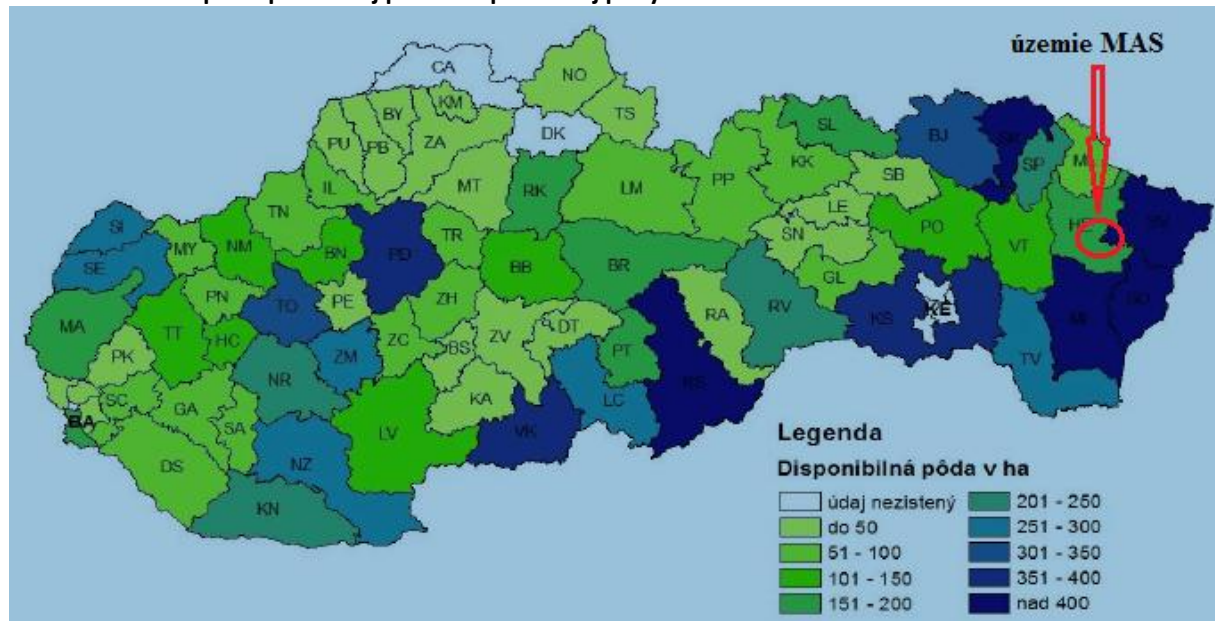 územie MAS
CA
NO
TS
KM
BY
PU
PB
ZA
DK
SL
BJ
SK
SP
IL
MT
RK
LM
PP
KK
SB
TN
LE
SI
MY
NM
BN
PD
TR
BB
BR
SN
PO
VT
SE
GL
PN
TO
PE
ZH
RA
RV
KS
KE
MA
TT
HC
ZM
ZC
BS
ZV
DT
PT
RS
MI
SO
TV
PK
NR
LC
SC
GA
KA
BA
SA
LV
VK
DS
NZ
KN
Legenda
Disponibilná pôda v ha
údaj nezistený
do 50
51 - 100
101 - 150
151 - 200
201 - 250
251 - 300
301 - 350
351 - 400
nad 400